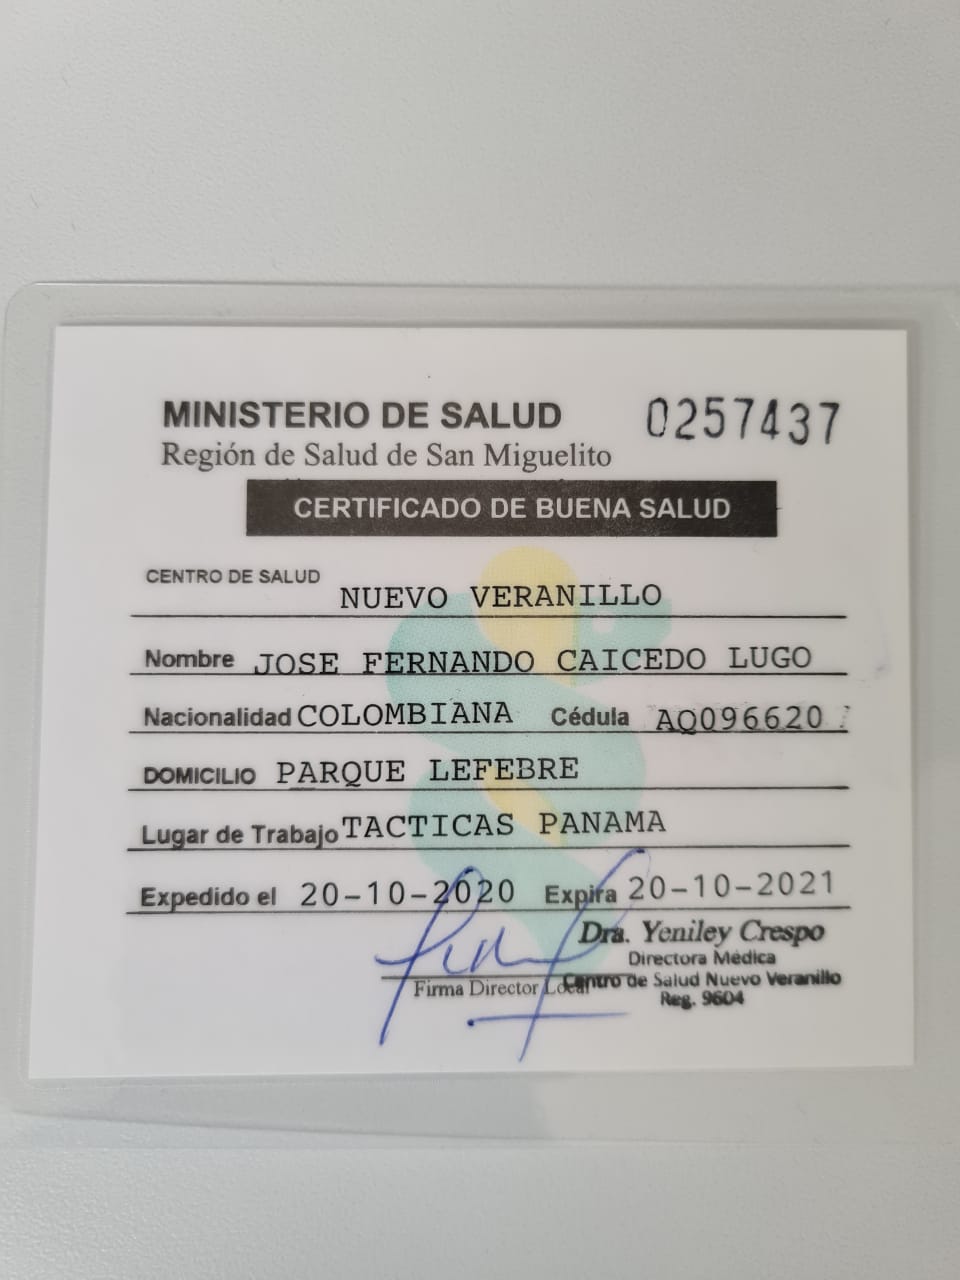 MINISTERIO DE SALUD 0257437
Región de Salud de San Miguelito
CERTIFICADO DE BUENA SALUD
CENTRO DE SALUD NUEVO VERANILLO
Nombre JOSE FERNANDO CAICEDO LUGO
Nacionalidad COLOMBIANA Cédula AQ096620
DOMICILIO PARQUE LEFEBRE
Lugar de Trabajo TACTICAS PANAMA
Expedido el 20-10-2020 Expira 20-10-2021
Dra. Yeniley Crespo
Directora Médica
Firma Director Local Centro de Salud Nuevo Veranillo
Reg. 9604